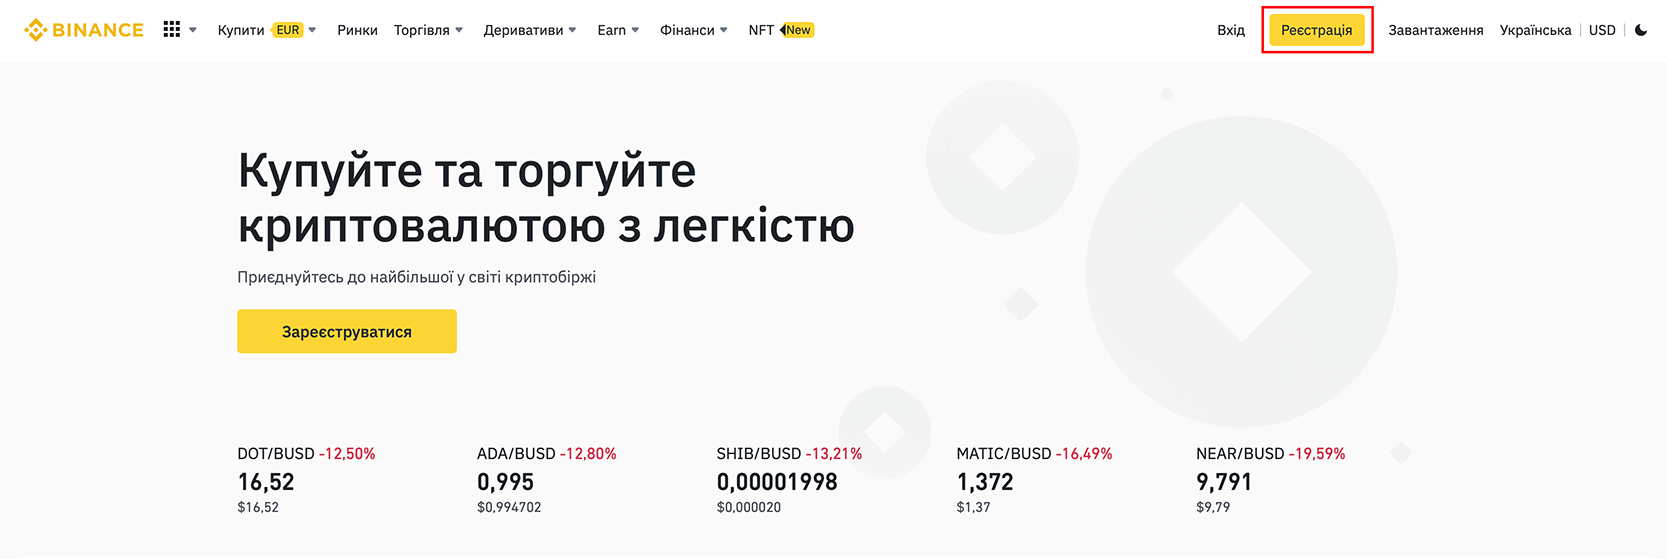 BINANCE Купити EUR Ринки Торгівля Деривативи Earn Фінанси NFT New Вхід Реєстрація Завантаження Українська | USD |
Купуйте та торгуйте
криптовалютою з легкістю
Приєднуйтесь до найбільшої у світі криптобіржі
Зареєструватися
DOT/BUSD -12,50% ADA/BUSD -12,80% SHIB/BUSD -13,21% MATIC/BUSD -16,49% NEAR/BUSD -19,59%
16,52 0,995 0,00001998 1,372 9,791
$16,52 $0,994702 $0,000020 $1,37 $9,79